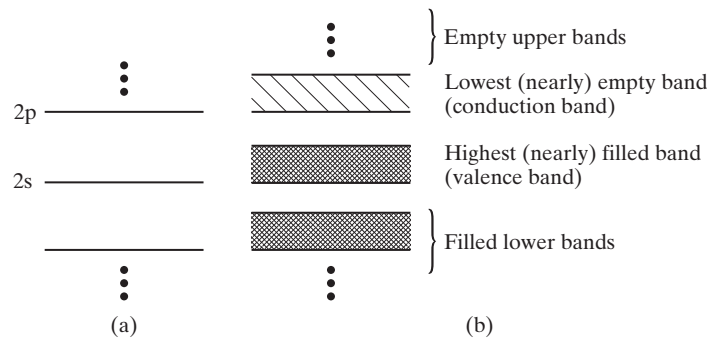 Empty upper bands
Lowest (nearly) empty band
(conduction band)
2p
Highest (nearly) filled band
(valence band)
2s
Filled lower bands
(a)
(b)